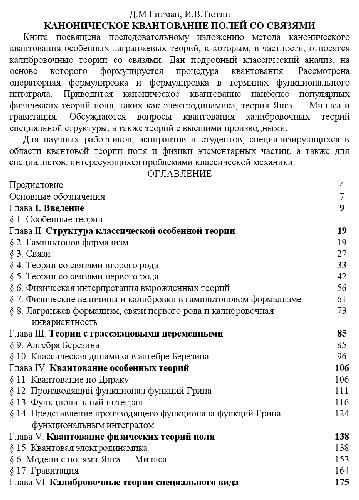 Д.М.Гитман, И.В.Тютин
КАНОНИЧЕСКОЕ КВАНТОВАНИЕ ПОЛЕЙ СО СВЯЗЯМИ
Книга посвящена последовательному изложению метода канонического
квантования особенных лагранжевых теорий, к которым, в частности, относятся
калибровочные теории со связями. Дан подробный классический анализ, на
основе которого формулируется процедура квантования. Рассмотрена
операторная формулировка и формулировка в терминах функционального
интеграла. Приводится каноническое квантование наиболее популярных
физических теорий поля, таких как электродинамика, теория Янга — Миллса и
гравитация. Обсуждаются вопросы квантования калибровочных теорий
специальной структуры, а также теорий с высшими производными.
Для научных работников, аспирантов и студентов, специализирующихся в
области квантовой теории поля и физики элементарных частиц, а также для
специалистов, интересующихся проблемами классической механики.
ОГЛАВЛЕНИЕ
Предисловие 4
Основные обозначения 7
Глава I. Введение 9
§ 1. Особенные теории
Глава II. Структура классической особенной теории 19
§ 2. Гамильтонов формализм 19
§ 3. Связи 27
§ 4. Теории со связями второго рода 33
§ 5. Теории со связями первого рода 42
§ 6. Физическая интерпретация вырожденных теорий 56
§ 7. Физические величины и калибровки в гамильтоновом формализме 61
§ 8. Лагранжев формализм, связи первого рода и калибровочная 73
инвариантность
Глава III. Теории с грассмановыми переменными 85
§ 9. Алгебра Березина 85
§ 10. Классическая динамика в алгебре Березина 96
Глава IV. Квантование особенных теорий 106
§ 11. Квантование по Дираку 106
§ 12. Производящий функционал функций Грина 111
§ 13. Функциональный интеграл 116
§ 14. Представление производящего функционала функций Грина 124
функциональным интегралом
Глава V. Квантование физических теорий поля 138
§ 15. Квантовая электродинамика 138
§ 6. Модели с полями Янга — Миллса 153
§ 17. Гравитация 164
Глава VI. Калибровочные теории специального вида 175